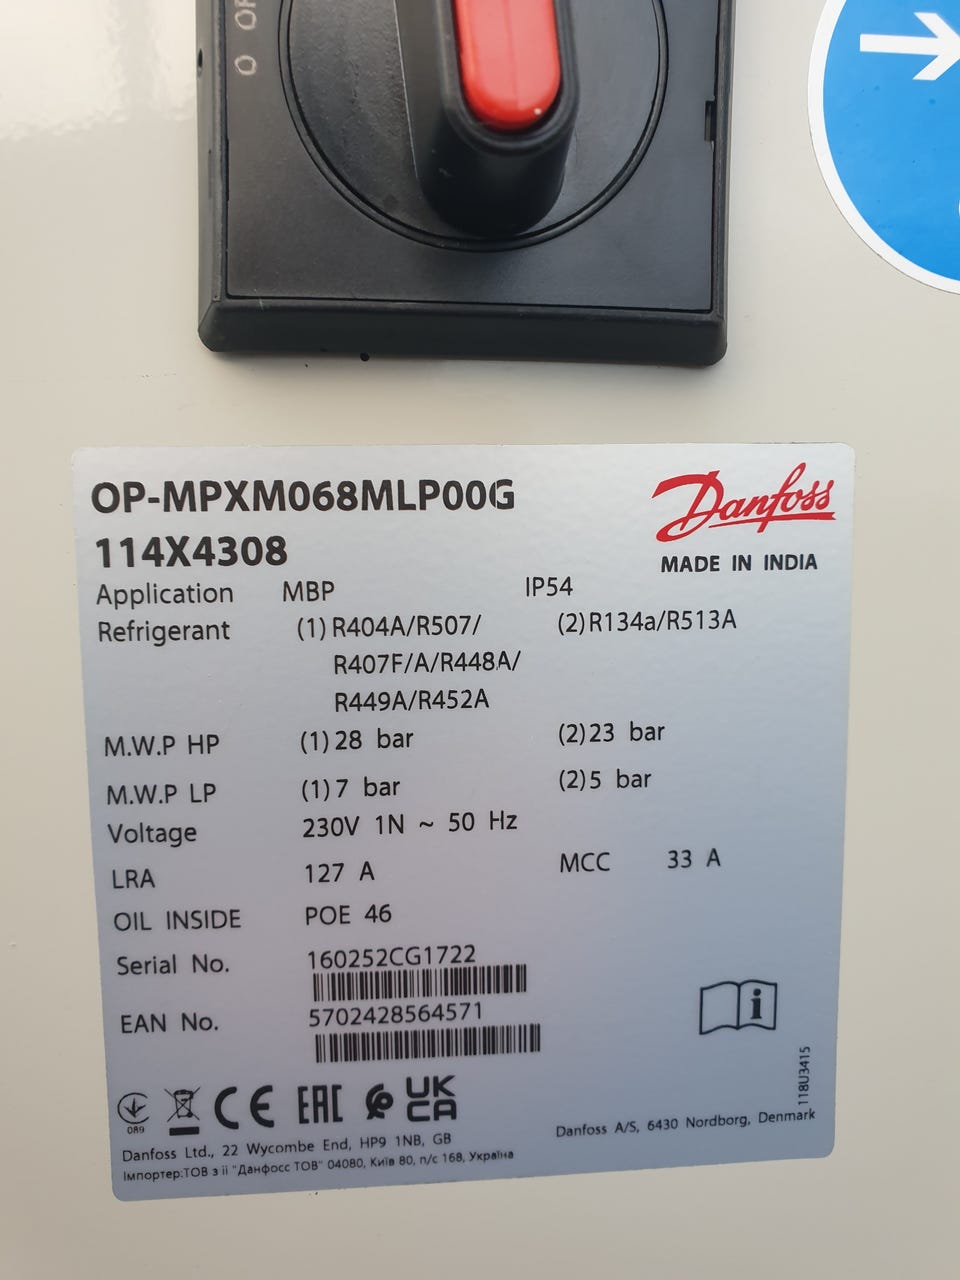 O
OP-MPXM068MLP00G
Danfoss
114X4308
MADE IN INDIA
Application MBP IP54
Refrigerant (1) R404A/R507/ (2) R134a/R513A
R407F/A/R448A/
R449A/R452A
M.W.P HP (1) 28 bar (2) 23 bar
M.W.P LP (1) 7 bar (2) 5 bar
Voltage 230V 1N ~ 50 Hz
LRA 127 A MCC 33 A
OIL INSIDE POE 46
Serial No. 160252CG1722
EAN No. 5702428564571
118U3415
089
CE EAC UK CA
Danfoss Ltd., 22 Wycombe End, HP9 1NB, GB
Danfoss A/S, 6430 Nordborg, Denmark
Імпортер:ТОВ з іі "Данфосс ТОВ" 04080, Київ 80, п/с 168, Україна